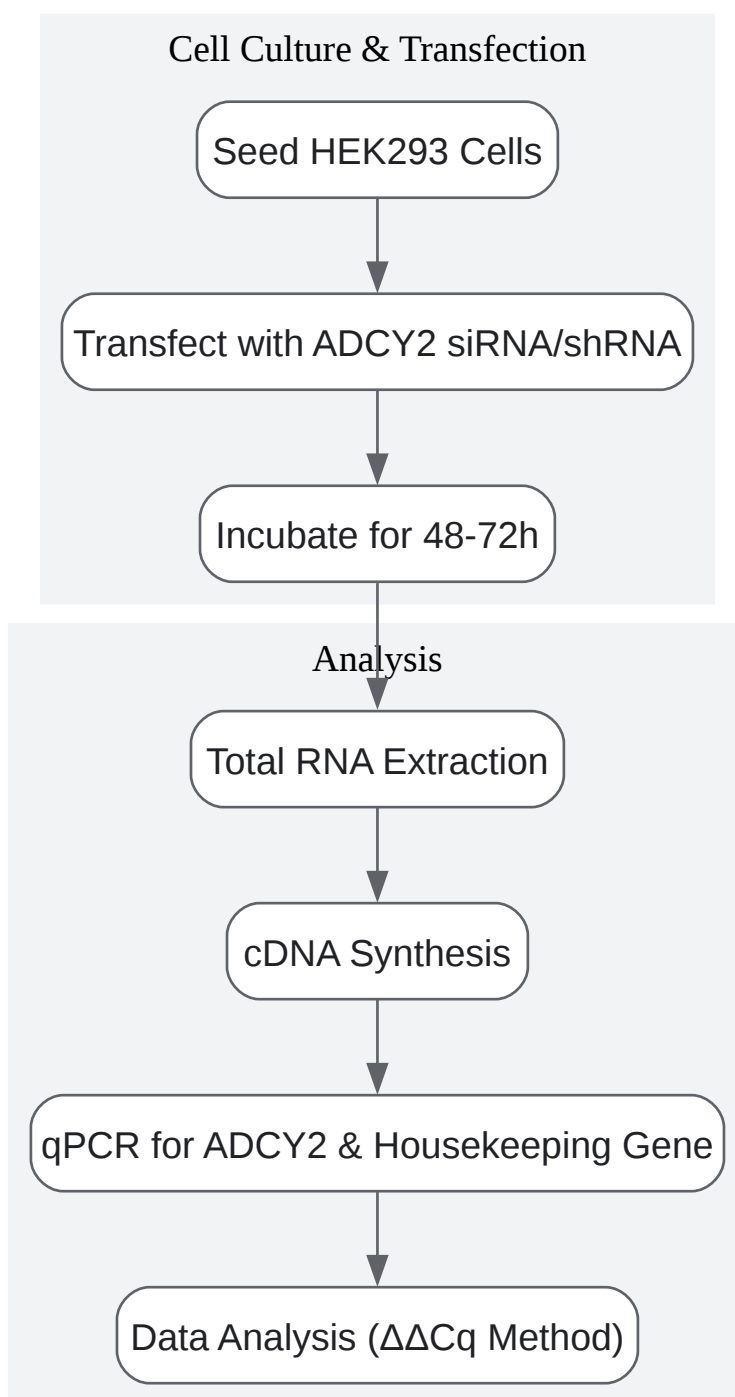 Cell Culture & Transfection
Seed HEK293 Cells
Transfect with ADCY2 siRNA/shRNA
Incubate for 48-72h
Analysis
Total RNA Extraction
cDNA Synthesis
qPCR for ADCY2 & Housekeeping Gene
Data Analysis (ΔΔCq Method)